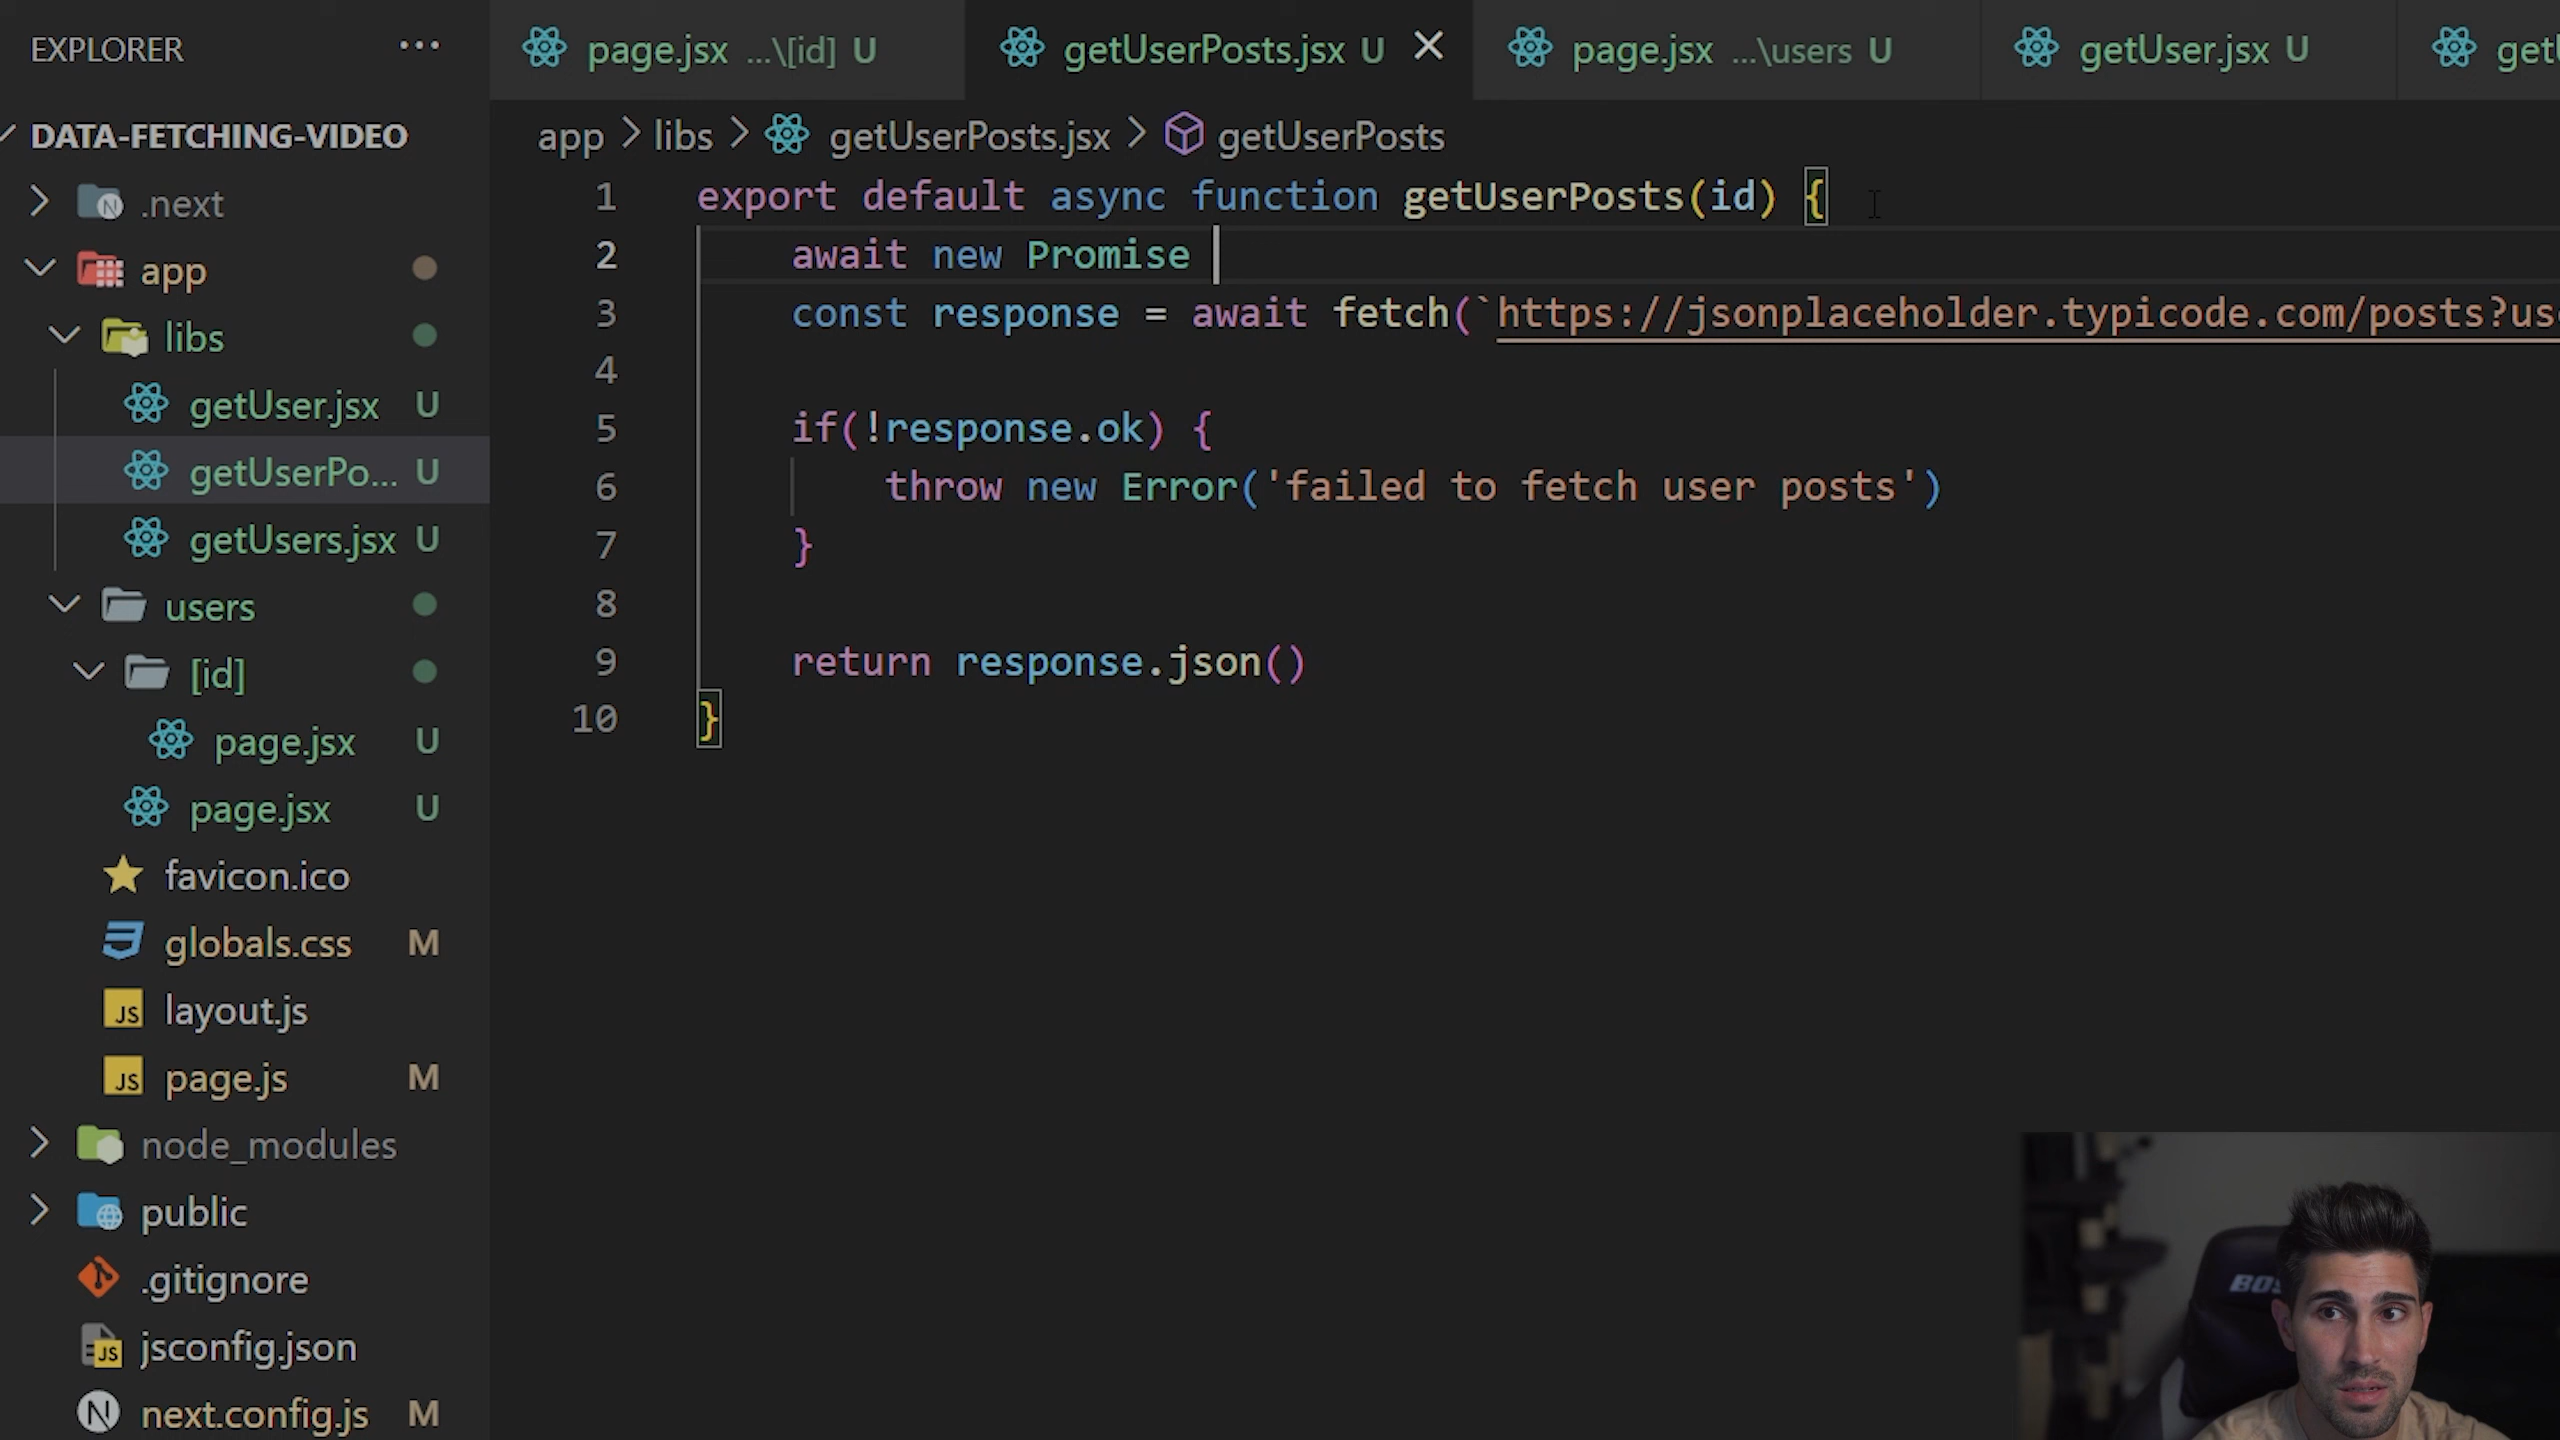 EXPLORER ...
DATA-FETCHING-VIDEO
.next
app
libs
getUser.jsx U
getUserPo... U
getUsers.jsx U
users
[id]
page.jsx U
page.jsx U
favicon.ico
globals.css M
JS layout.js
JS page.js M
node_modules
public
.gitignore
JS jsconfig.json
N next.config.js M
page.jsx ...\[id] U
getUserPosts.jsx U
page.jsx ...\users U
getUser.jsx U
app > libs > getUserPosts.jsx > getUserPosts
1 export default async function getUserPosts(id) {
2 await new Promise
3 const response = await fetch(`https://jsonplaceholder.typicode.com/posts?us
4
5 if(!response.ok) {
6 throw new Error('failed to fetch user posts')
7 }
8
9 return response.json()
10 }